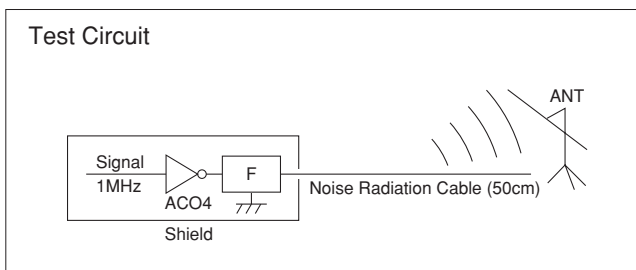 Test Circuit
ANT
Signal
F
1MHz
Noise Radiation Cable (50cm)
ACO4
Shield